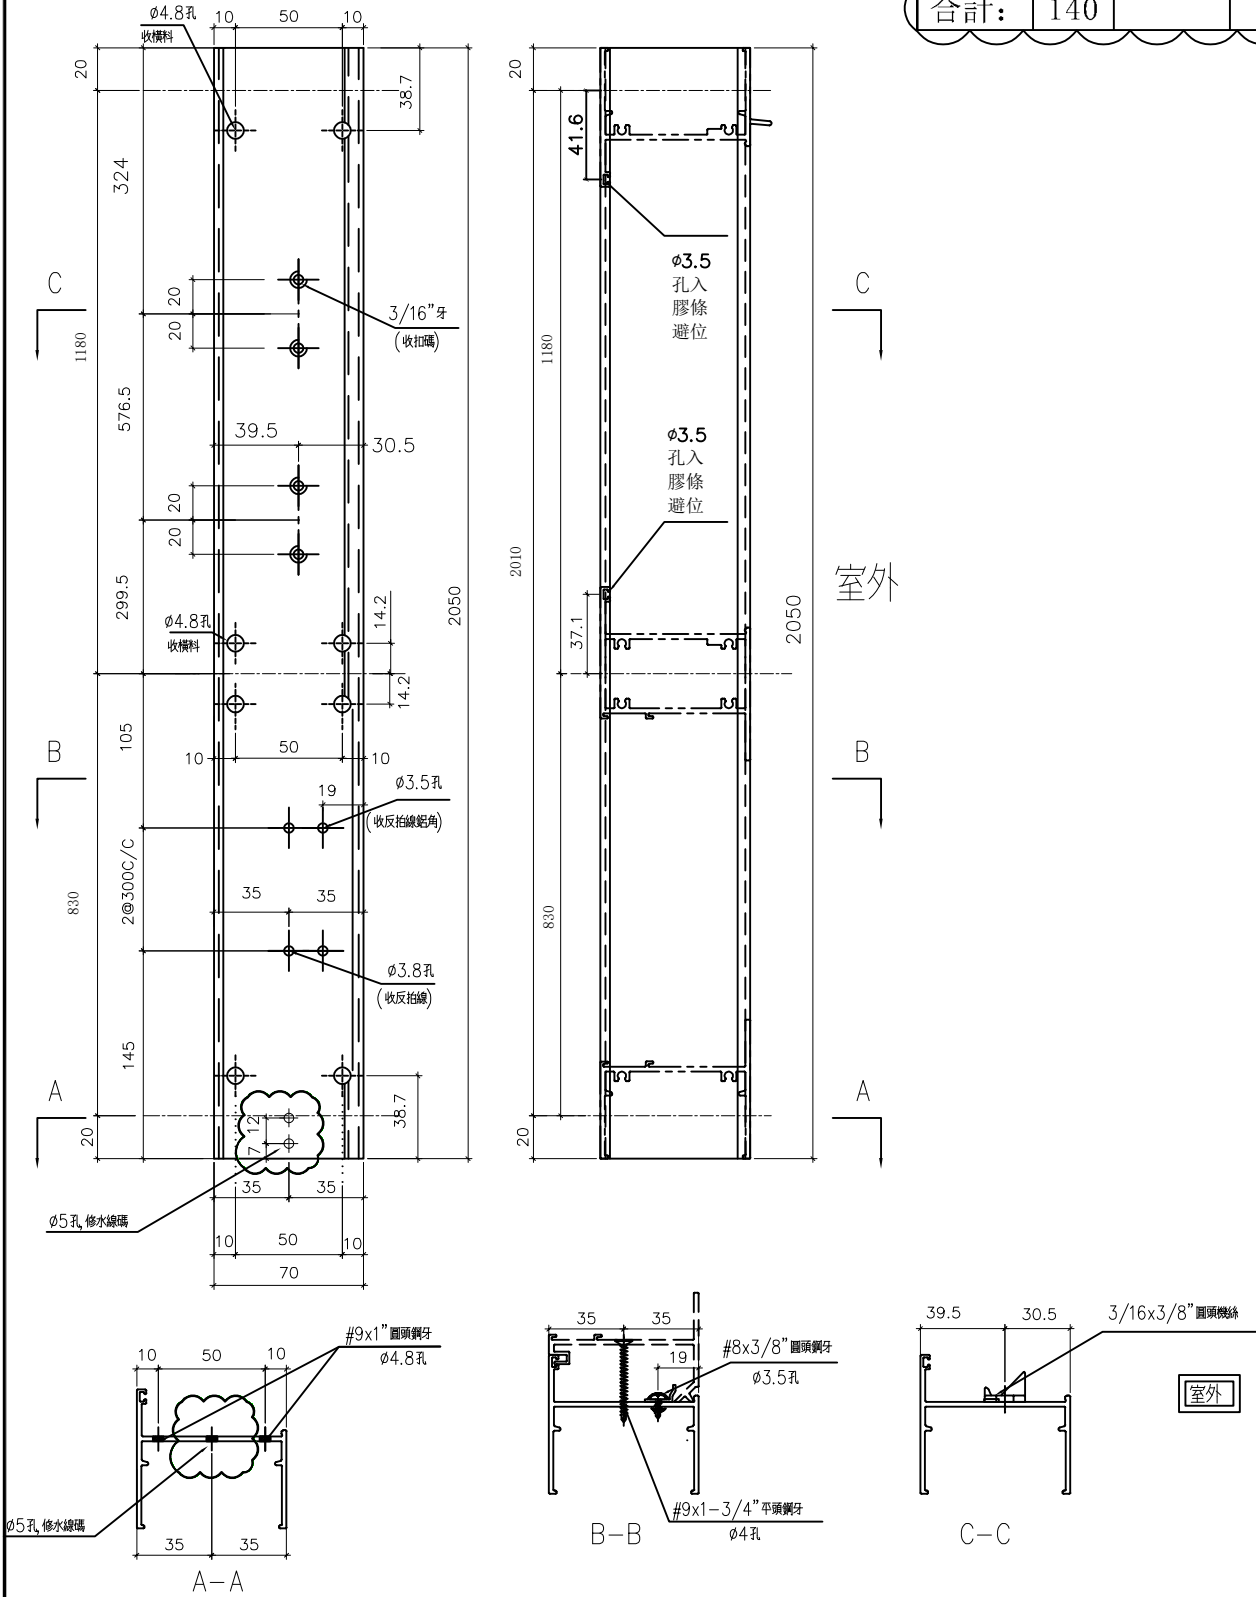 合計： 140
ø4.8孔
收橫料
10 50 10
20
38.7
324
C
20
20
3/16”牙
(收扣碼)
1180
576.5
39.5
30.5
20
20
299.5
ø4.8孔
收橫料
14.2
14.2
2050
105
B
10 50 10
ø3.5孔
19
(收反拍線鋁角)
2@300C/C
35 35
830
ø3.8孔
(收反拍線)
145
A
20
38.7
12
7
35 35
ø5孔,修水線碼
10 50 10
70
20
41.6
ø3.5
孔入
膠條
避位
C
1180
ø3.5
孔入
膠條
避位
2010
室外
37.1
2050
B
830
A
20
#9x1”圓頭鋼牙
ø4.8孔
10 50 10
ø5孔,修水線碼
35 35
A-A
35 35
#8x3/8”圓頭鋼牙
19
ø3.5孔
#9x1-3/4”平頭鋼牙
ø4孔
B-B
39.5 30.5
3/16x3/8”圓頭機絲
室外
C-C